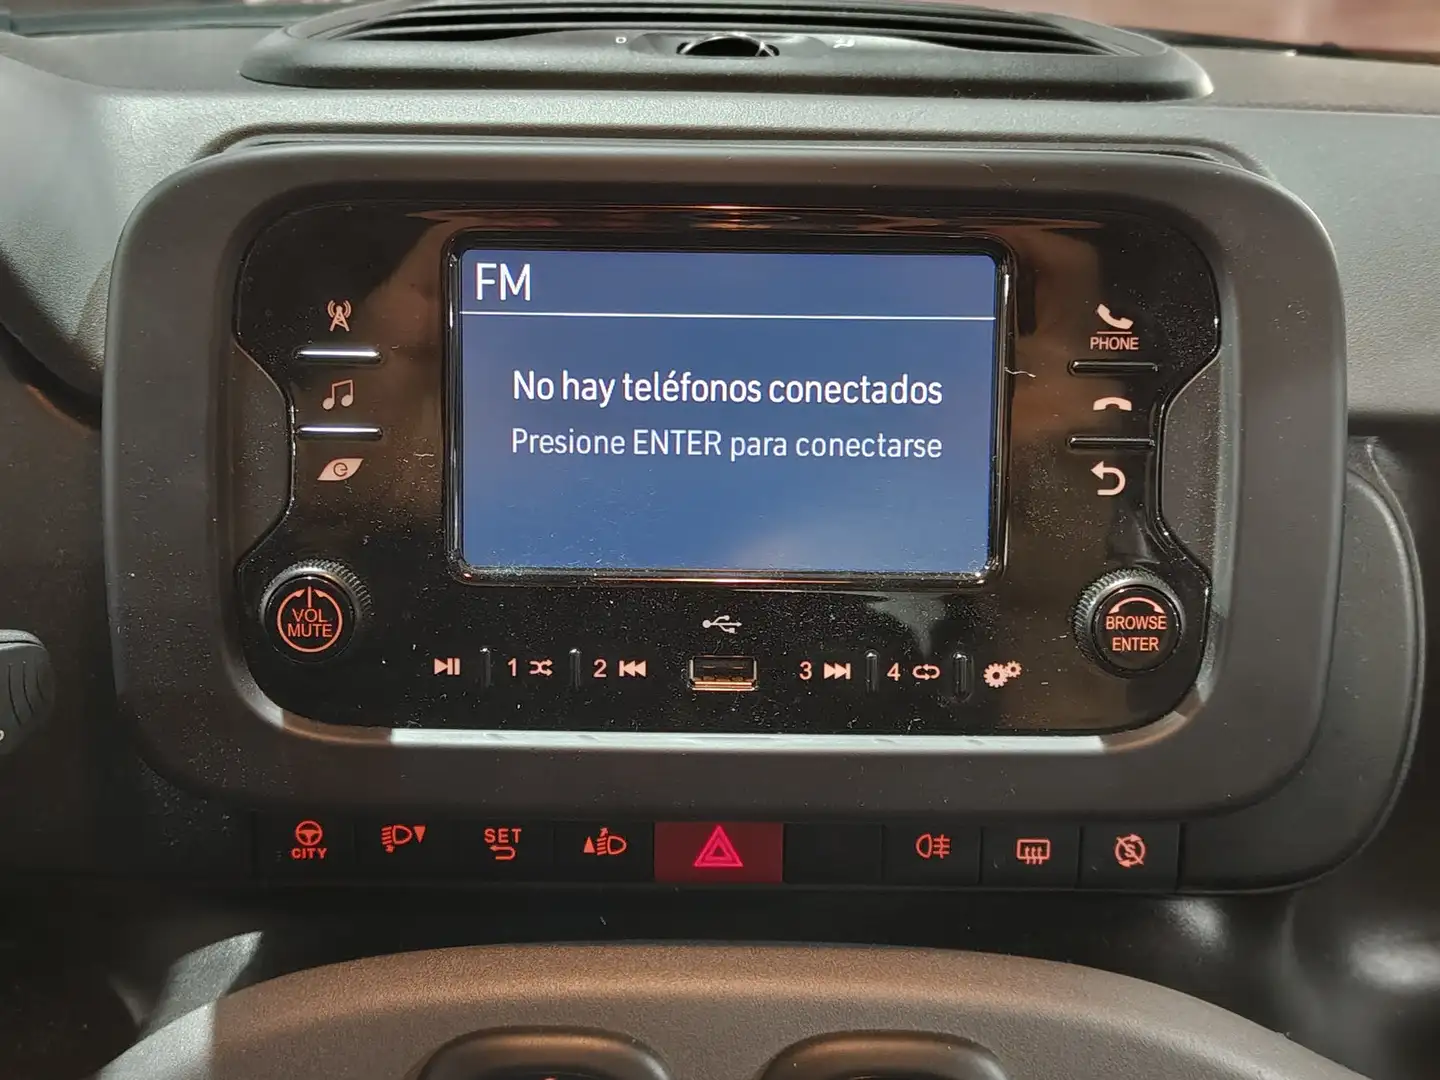 0
FM
No hay teléfonos conectados
Presione ENTER para conectarse
PHONE
VOL
MUTE
BROWSE
ENTER
1
2
3
4
CITY
SET